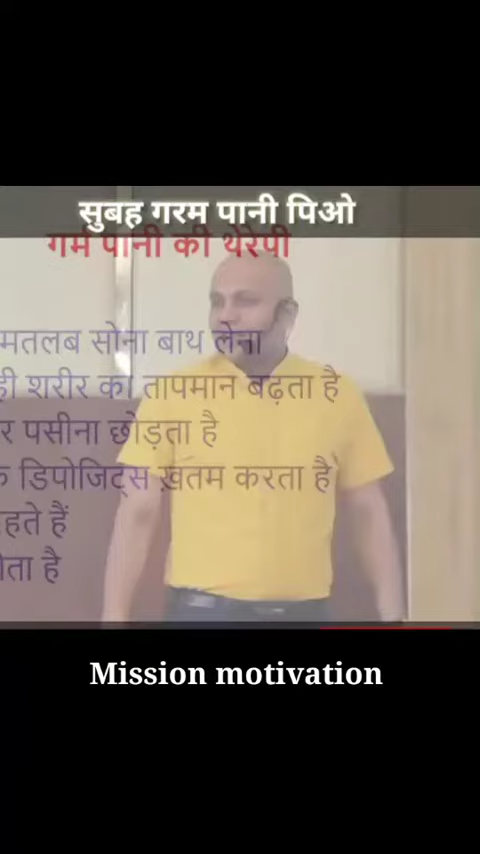 सुबह गरम पानी पिओ
गर्म पानी की थेरेपी
मतलब सोना बाथ लेना
ही शरीर का तापमान बढ़ता है
र पसीना छोड़ता है
डिपोजिट्स ख़तम करता है
हते हैं
ता है
Mission motivation